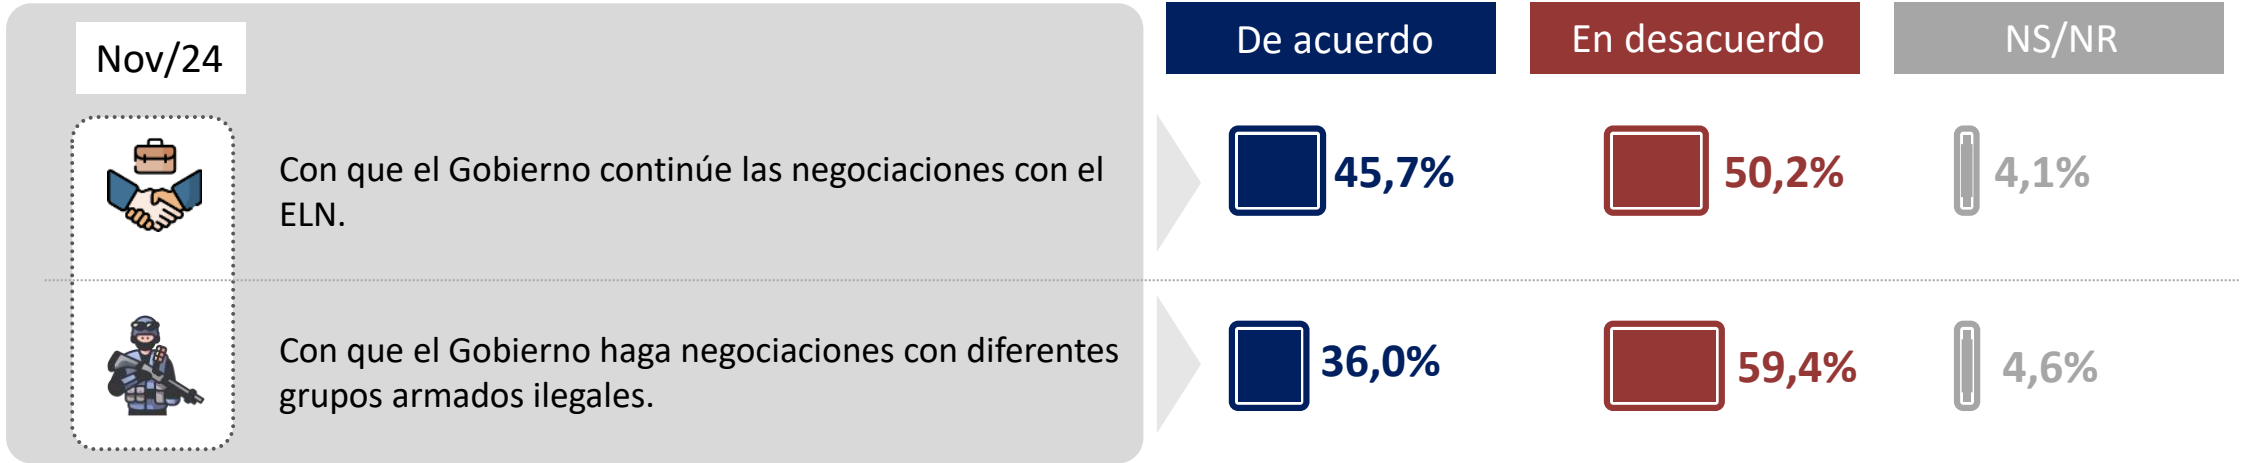 Nov/24
De acuerdo
En desacuerdo
NS/NR
Con que el Gobierno continúe las negociaciones con el
ELN.
45,7%
50,2%
4,1%
Con que el Gobierno haga negociaciones con diferentes
grupos armados ilegales.
36,0%
59,4%
4,6%